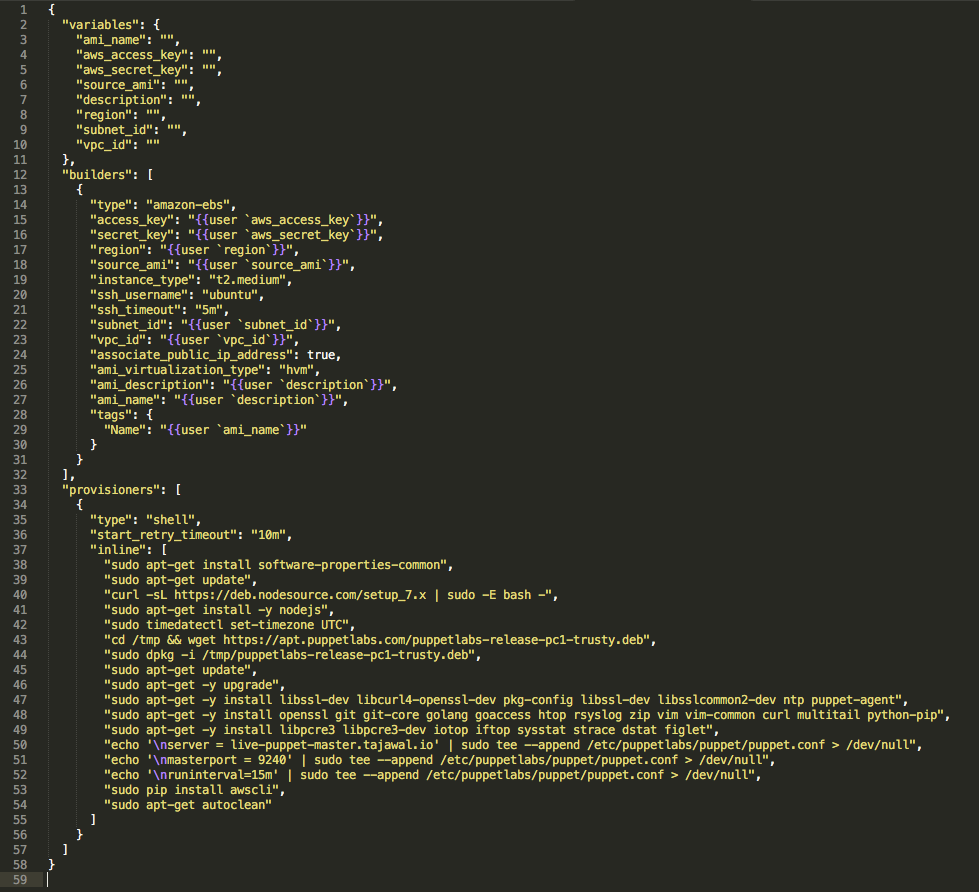 1 {
2   "variables": {
3     "ami_name": "",
4     "aws_access_key": "",
5     "aws_secret_key": "",
6     "source_ami": "",
7     "description": "",
8     "region": "",
9     "subnet_id": "",
10     "vpc_id": ""
11   },
12   "builders": [
13     {
14       "type": "amazon-ebs",
15       "access_key": "{{user `aws_access_key`}}",
16       "secret_key": "{{user `aws_secret_key`}}",
17       "region": "{{user `region`}}",
18       "source_ami": "{{user `source_ami`}}",
19       "instance_type": "t2.medium",
20       "ssh_username": "ubuntu",
21       "ssh_timeout": "5m",
22       "subnet_id": "{{user `subnet_id`}}",
23       "vpc_id": "{{user `vpc_id`}}",
24       "associate_public_ip_address": true,
25       "ami_virtualization_type": "hvm",
26       "ami_description": "{{user `description`}}",
27       "ami_name": "{{user `description`}}",
28       "tags": {
29         "Name": "{{user `ami_name`}}"
30       }
31     }
32   ],
33   "provisioners": [
34     {
35       "type": "shell",
36       "start_retry_timeout": "10m",
37       "inline": [
38         "sudo apt-get install software-properties-common",
39         "sudo apt-get update",
40         "curl -sL https://deb.nodesource.com/setup_7.x | sudo -E bash -",
41         "sudo apt-get install -y nodejs",
42         "sudo timedatectl set-timezone UTC",
43         "cd /tmp && wget https://apt.puppetlabs.com/puppetlabs-release-pc1-trusty.deb",
44         "sudo dpkg -i /tmp/puppetlabs-release-pc1-trusty.deb",
45         "sudo apt-get update",
46         "sudo apt-get -y upgrade",
47         "sudo apt-get -y install libssl-dev libcurl4-openssl-dev pkg-config libssl-dev libsslcommon2-dev ntp puppet-agent",
48         "sudo apt-get -y install openssl git git-core golang goaccess htop rsyslog zip vim vim-common curl multitail python-pip",
49         "sudo apt-get -y install libpcre3 libpcre3-dev iotop iftop sysstat strace dstat figlet",
50         "echo '\nserver = live-puppet-master.tajawal.io' | sudo tee --append /etc/puppetlabs/puppet/puppet.conf > /dev/null",
51         "echo '\nmasterport = 9240' | sudo tee --append /etc/puppetlabs/puppet/puppet.conf > /dev/null",
52         "echo '\nruninterval=15m' | sudo tee --append /etc/puppetlabs/puppet/puppet.conf > /dev/null",
53         "sudo pip install awscli",
54         "sudo apt-get autoclean"
55       ]
56     }
57   ]
58 }
59